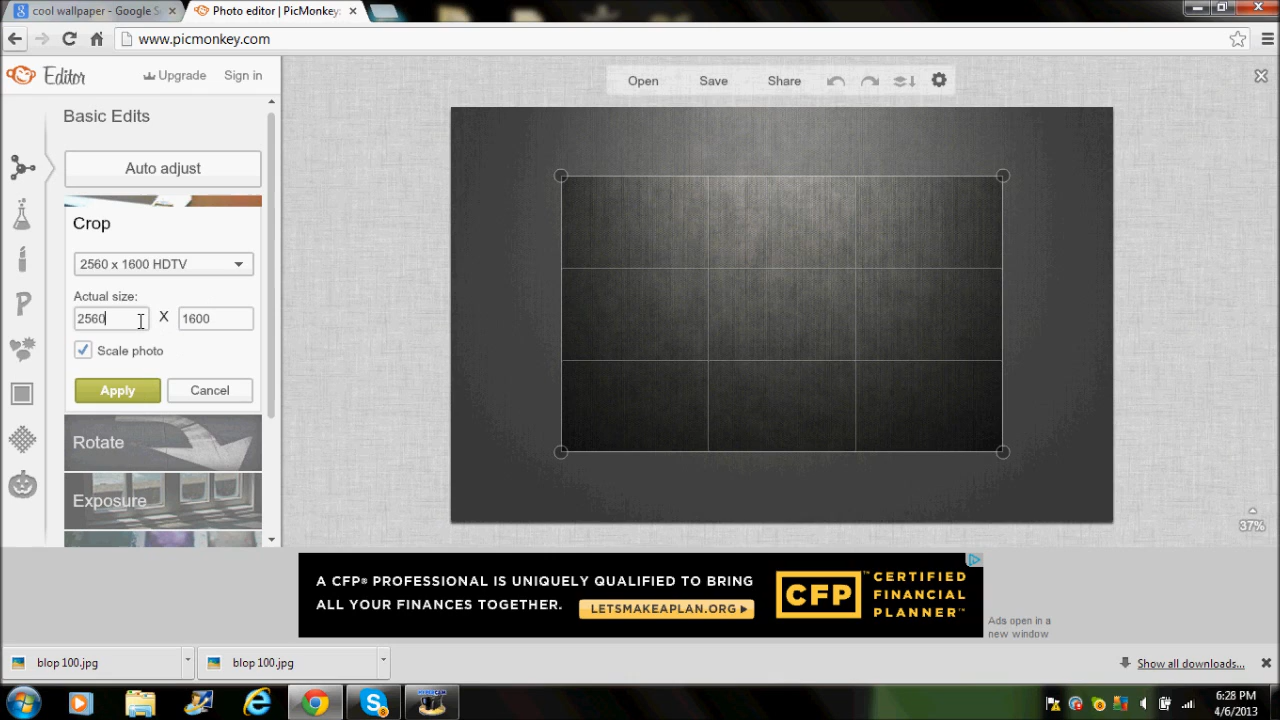 cool wallpaper - Google S
Photo editor | PicMonkey:
www.picmonkey.com
Editor
Upgrade
Sign in
Open
Save
Share
Basic Edits
Auto adjust
Crop
2560 x 1600 HDTV
Actual size:
2560 X 1600
Scale photo
Apply
Cancel
Rotate
Exposure
37%
A CFP® PROFESSIONAL IS UNIQUELY QUALIFIED TO BRING
ALL YOUR FINANCES TOGETHER.
LETSMAKEAPLAN.ORG
CFP™
CERTIFIED
FINANCIAL
PLANNER™
Ads open in a
new window
blop 100.jpg
blop 100.jpg
Show all downloads...
6:28 PM
4/6/2013